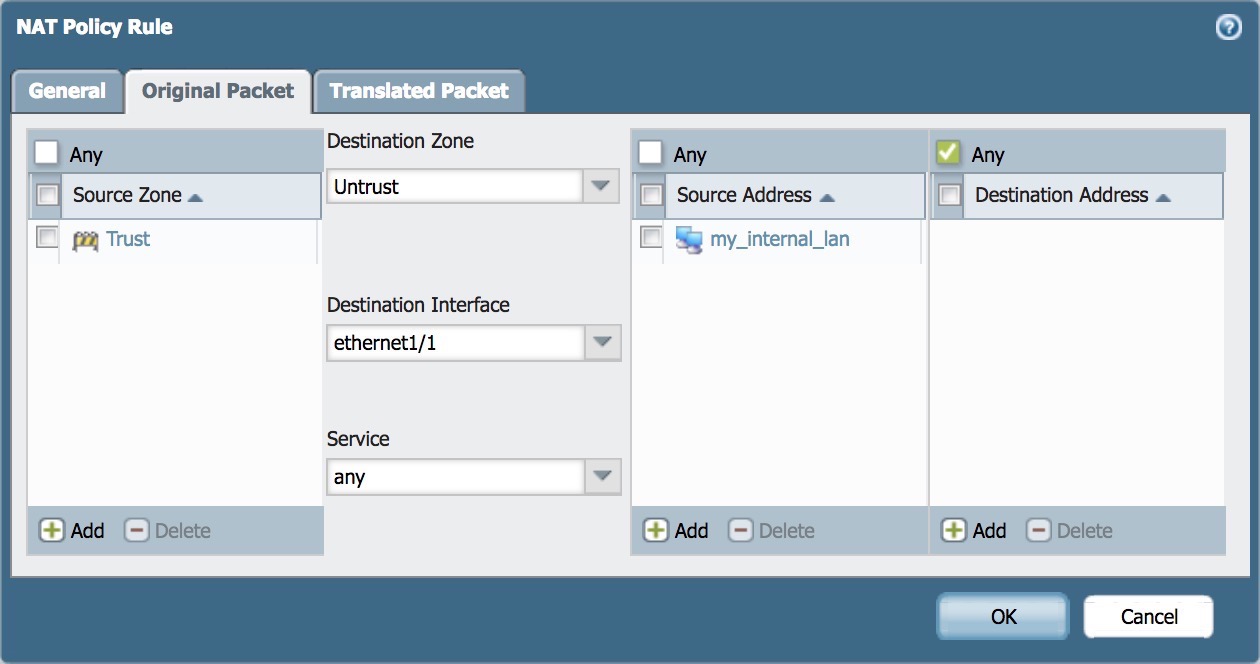 NAT Policy Rule
General
Original Packet
Translated Packet
Any
Source Zone
Trust
Add
Delete
Destination Zone
Untrust
Destination Interface
ethernet1/1
Service
any
Any
Source Address
my_internal_lan
Add
Delete
Any
Destination Address
Add
Delete
OK
Cancel